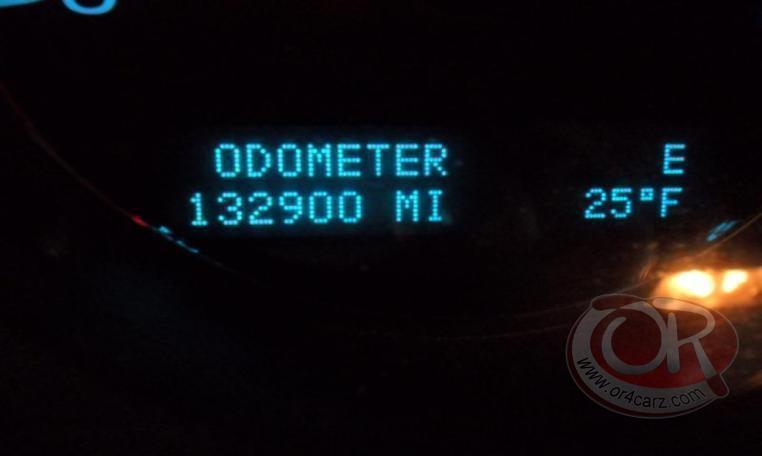 ODOMETER E
132900 MI 25°F
OR
www.or4carz.com